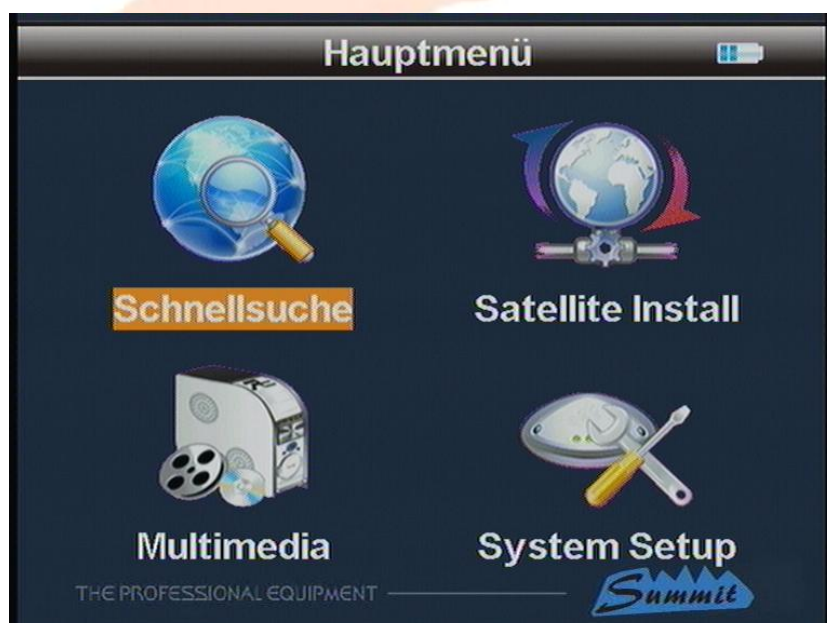 Hauptmenü
Schnellsuche
Satellite Install
Multimedia
System Setup
THE PROFESSIONAL EQUIPMENT
Summit